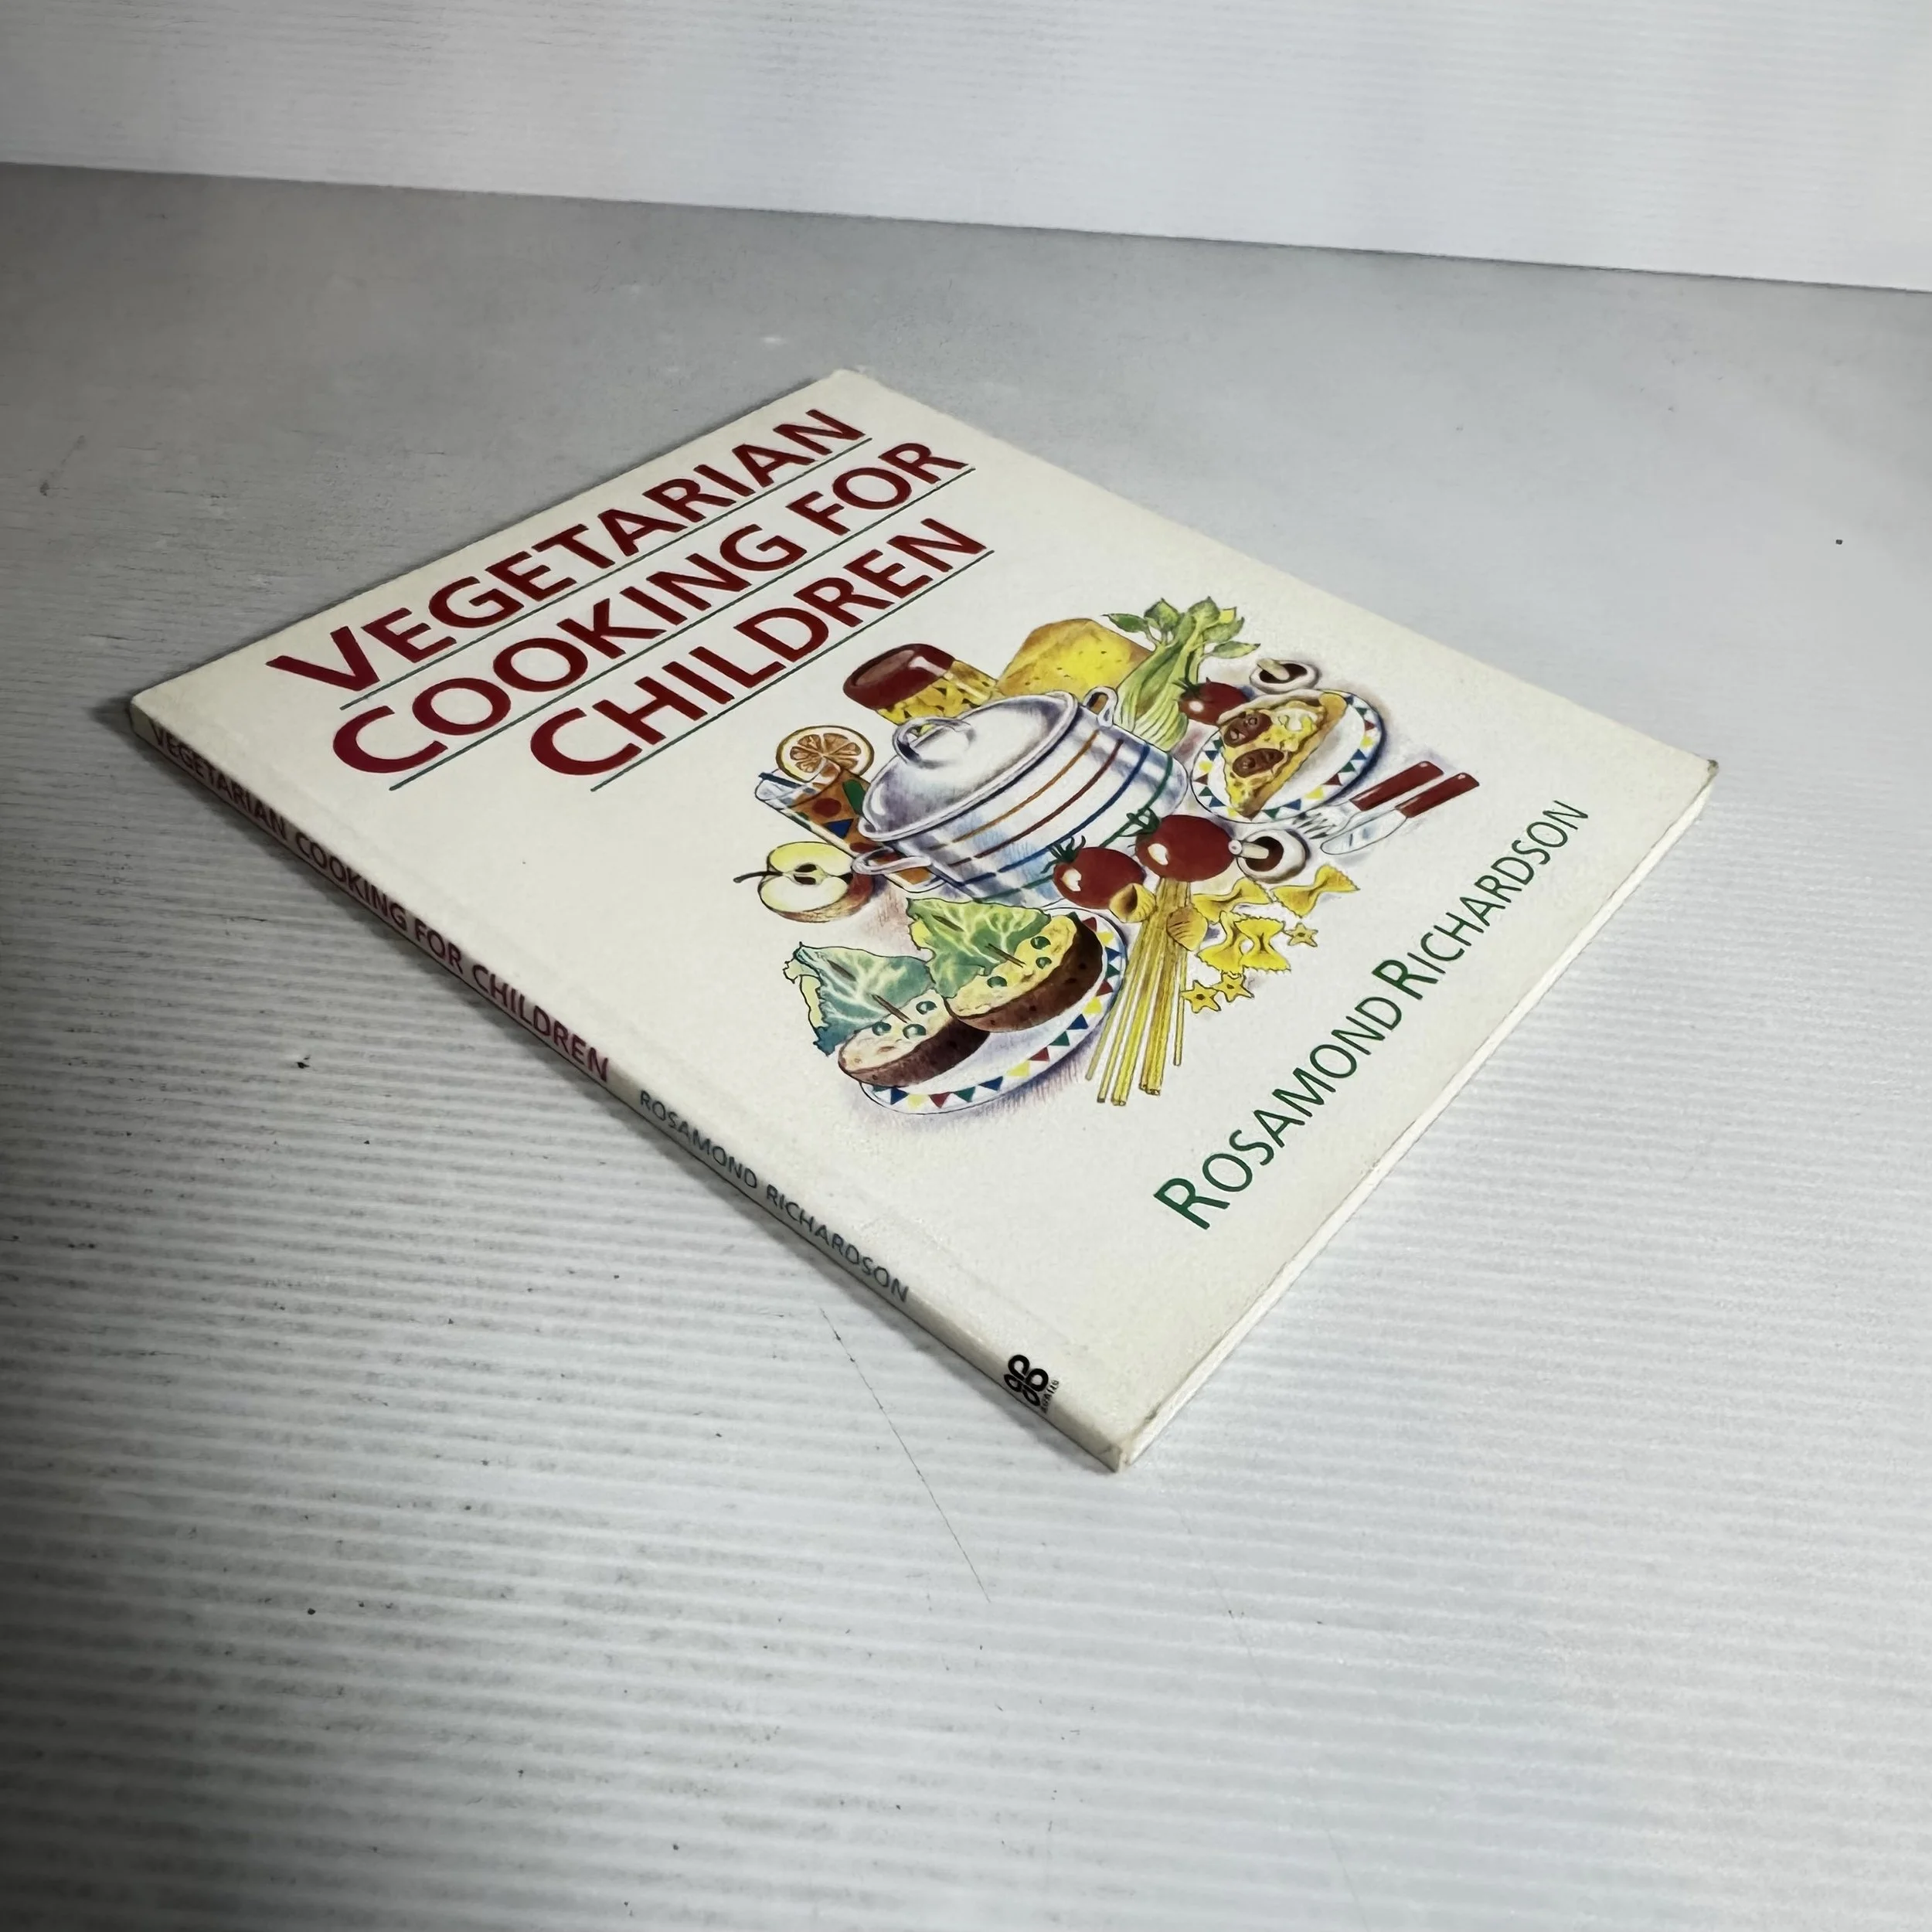 VEGETARIAN
COOKING FOR
CHILDREN
ROSAMOND RICHARDSON
VEGETARIAN COOKING FOR CHILDREN ROSAMOND RICHARDSON